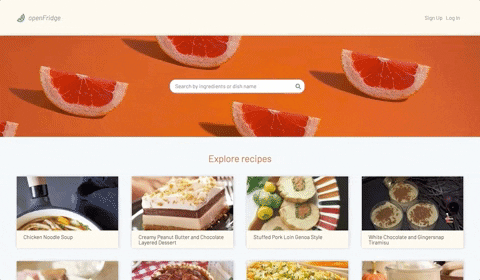 openFridge
Sign Up Log In
Search by ingredients or dish name
Explore recipes
Chicken Noodle Soup
Creamy Peanut Butter and Chocolate
Layered Dessert
Stuffed Pork Loin Genoa Style
White Chocolate and Gingersnap
Tiramisu